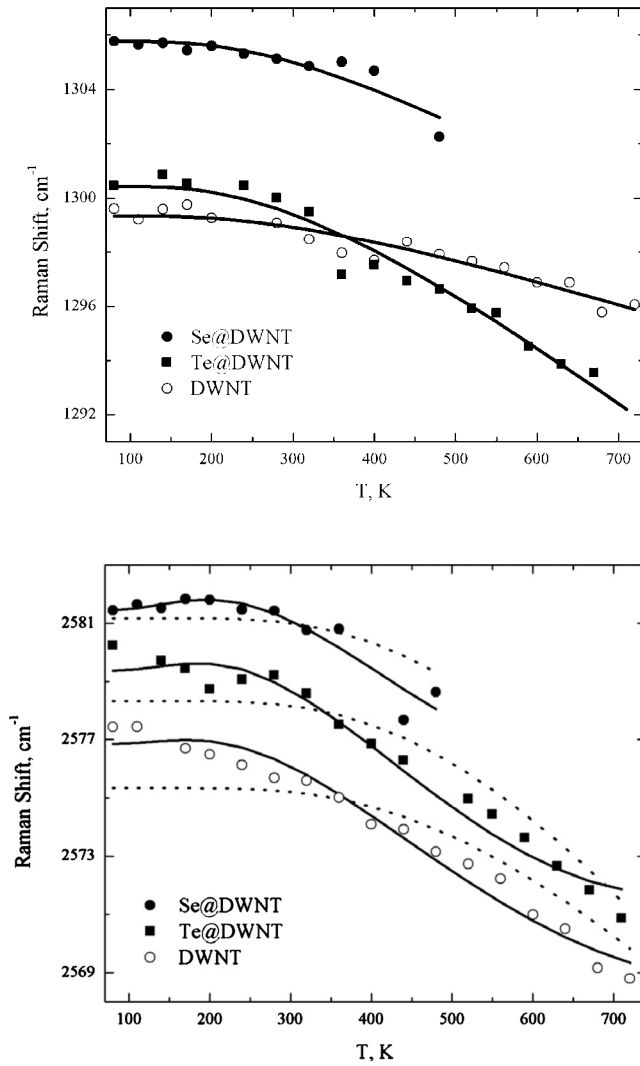 1304
1300
1296
1292
Raman Shift, cm-1
Se@DWNT
Te@DWNT
DWNT
100 200 300 400 500 600 700
T, K
2581
2577
2573
2569
Raman Shift, cm-1
Se@DWNT
Te@DWNT
DWNT
100 200 300 400 500 600 700
T, K